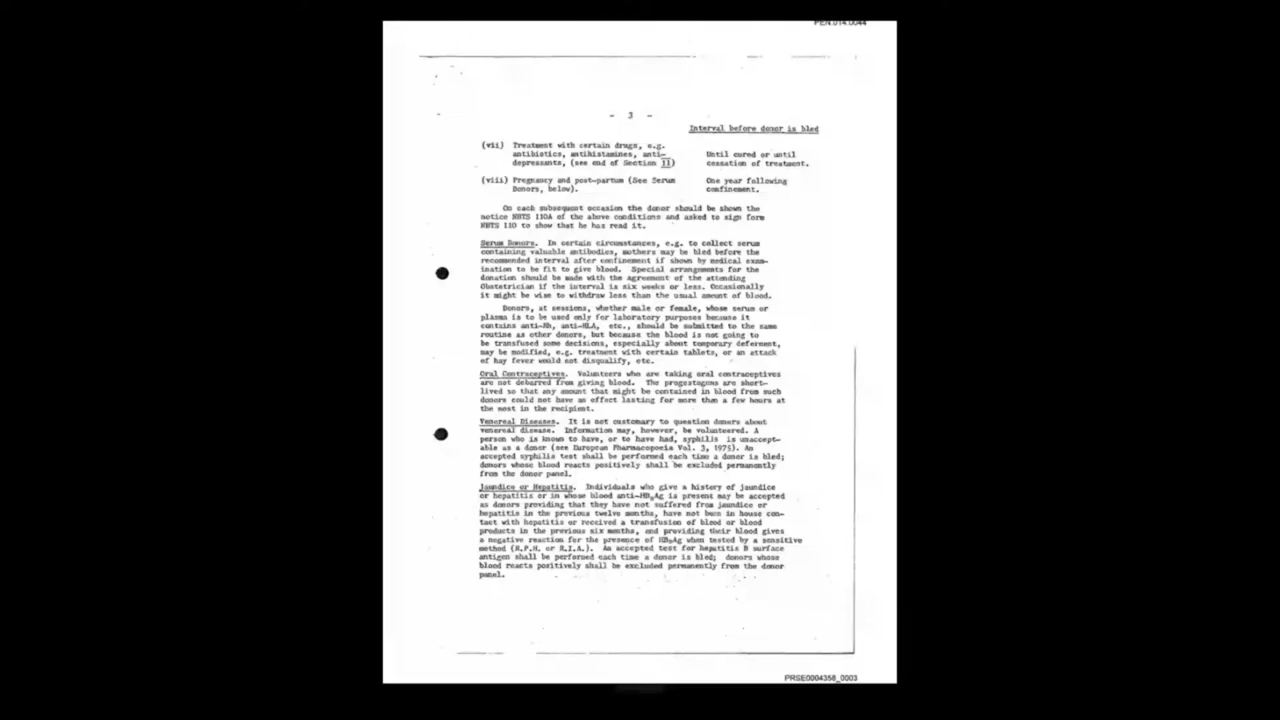 PEN.014.0044
- 3 -
Interval before donor is bled
(vii) Treatment with certain drugs, e.g.
antibiotics, antihistamines, anti-
depressants, (see end of Section 11)
Until cured or until
cessation of treatment.
(viii) Pregnancy and post-partum (See Serum
Donors, below).
One year following
confinement.
On each subsequent occasion the donor should be shown the
notice NBTS 110A of the above conditions and asked to sign form
NBTS 110 to show that he has read it.
Serum Donors. In certain circumstances, e.g. to collect serum
containing valuable antibodies, mothers may be bled before the
recommended interval after confinement if shown by medical exam-
ination to be fit to give blood. Special arrangements for the
donation should be made with the agreement of the attending
Obstetrician if the interval is six weeks or less. Occasionally
it might be wise to withdraw less than the usual amount of blood.
Donors, at sessions, whether male or female, whose serum or
plasma is to be used only for laboratory purposes because it
contains anti-Rh, anti-HLA, etc., should be submitted to the same
routine as other donors, but because the blood is not going to
be transfused some decisions, especially about temporary deferment,
may be modified, e.g. treatment with certain tablets, or an attack
of hay fever would not disqualify, etc.
Oral Contraceptives. Volunteers who are taking oral contraceptives
are not debarred from giving blood. The progestagens are short-
lived so that any amount that might be contained in blood from such
donors could not have an effect lasting for more than a few hours at
the most in the recipient.
Venereal Diseases. It is not customary to question donors about
venereal disease. Information may, however, be volunteered. A
person who is known to have, or to have had, syphilis is unaccept-
able as a donor (see European Pharmacopoeia Vol. 3, 1975). An
accepted syphilis test shall be performed each time a donor is bled;
donors whose blood reacts positively shall be excluded permanently
from the donor panel.
Jaundice or Hepatitis. Individuals who give a history of jaundice
or hepatitis or in whose blood anti-HBsAg is present may be accepted
as donors providing that they have not suffered from jaundice or
hepatitis in the previous twelve months, have not been in house con-
tact with hepatitis or received a transfusion of blood or blood
products in the previous six months, and providing their blood gives
a negative reaction for the presence of HBsAg when tested by a sensitive
method (R.P.H. or R.I.A.). An accepted test for hepatitis B surface
antigen shall be performed each time a donor is bled; donors whose
blood reacts positively shall be excluded permanently from the donor
panel.
PRSE0004358_0003